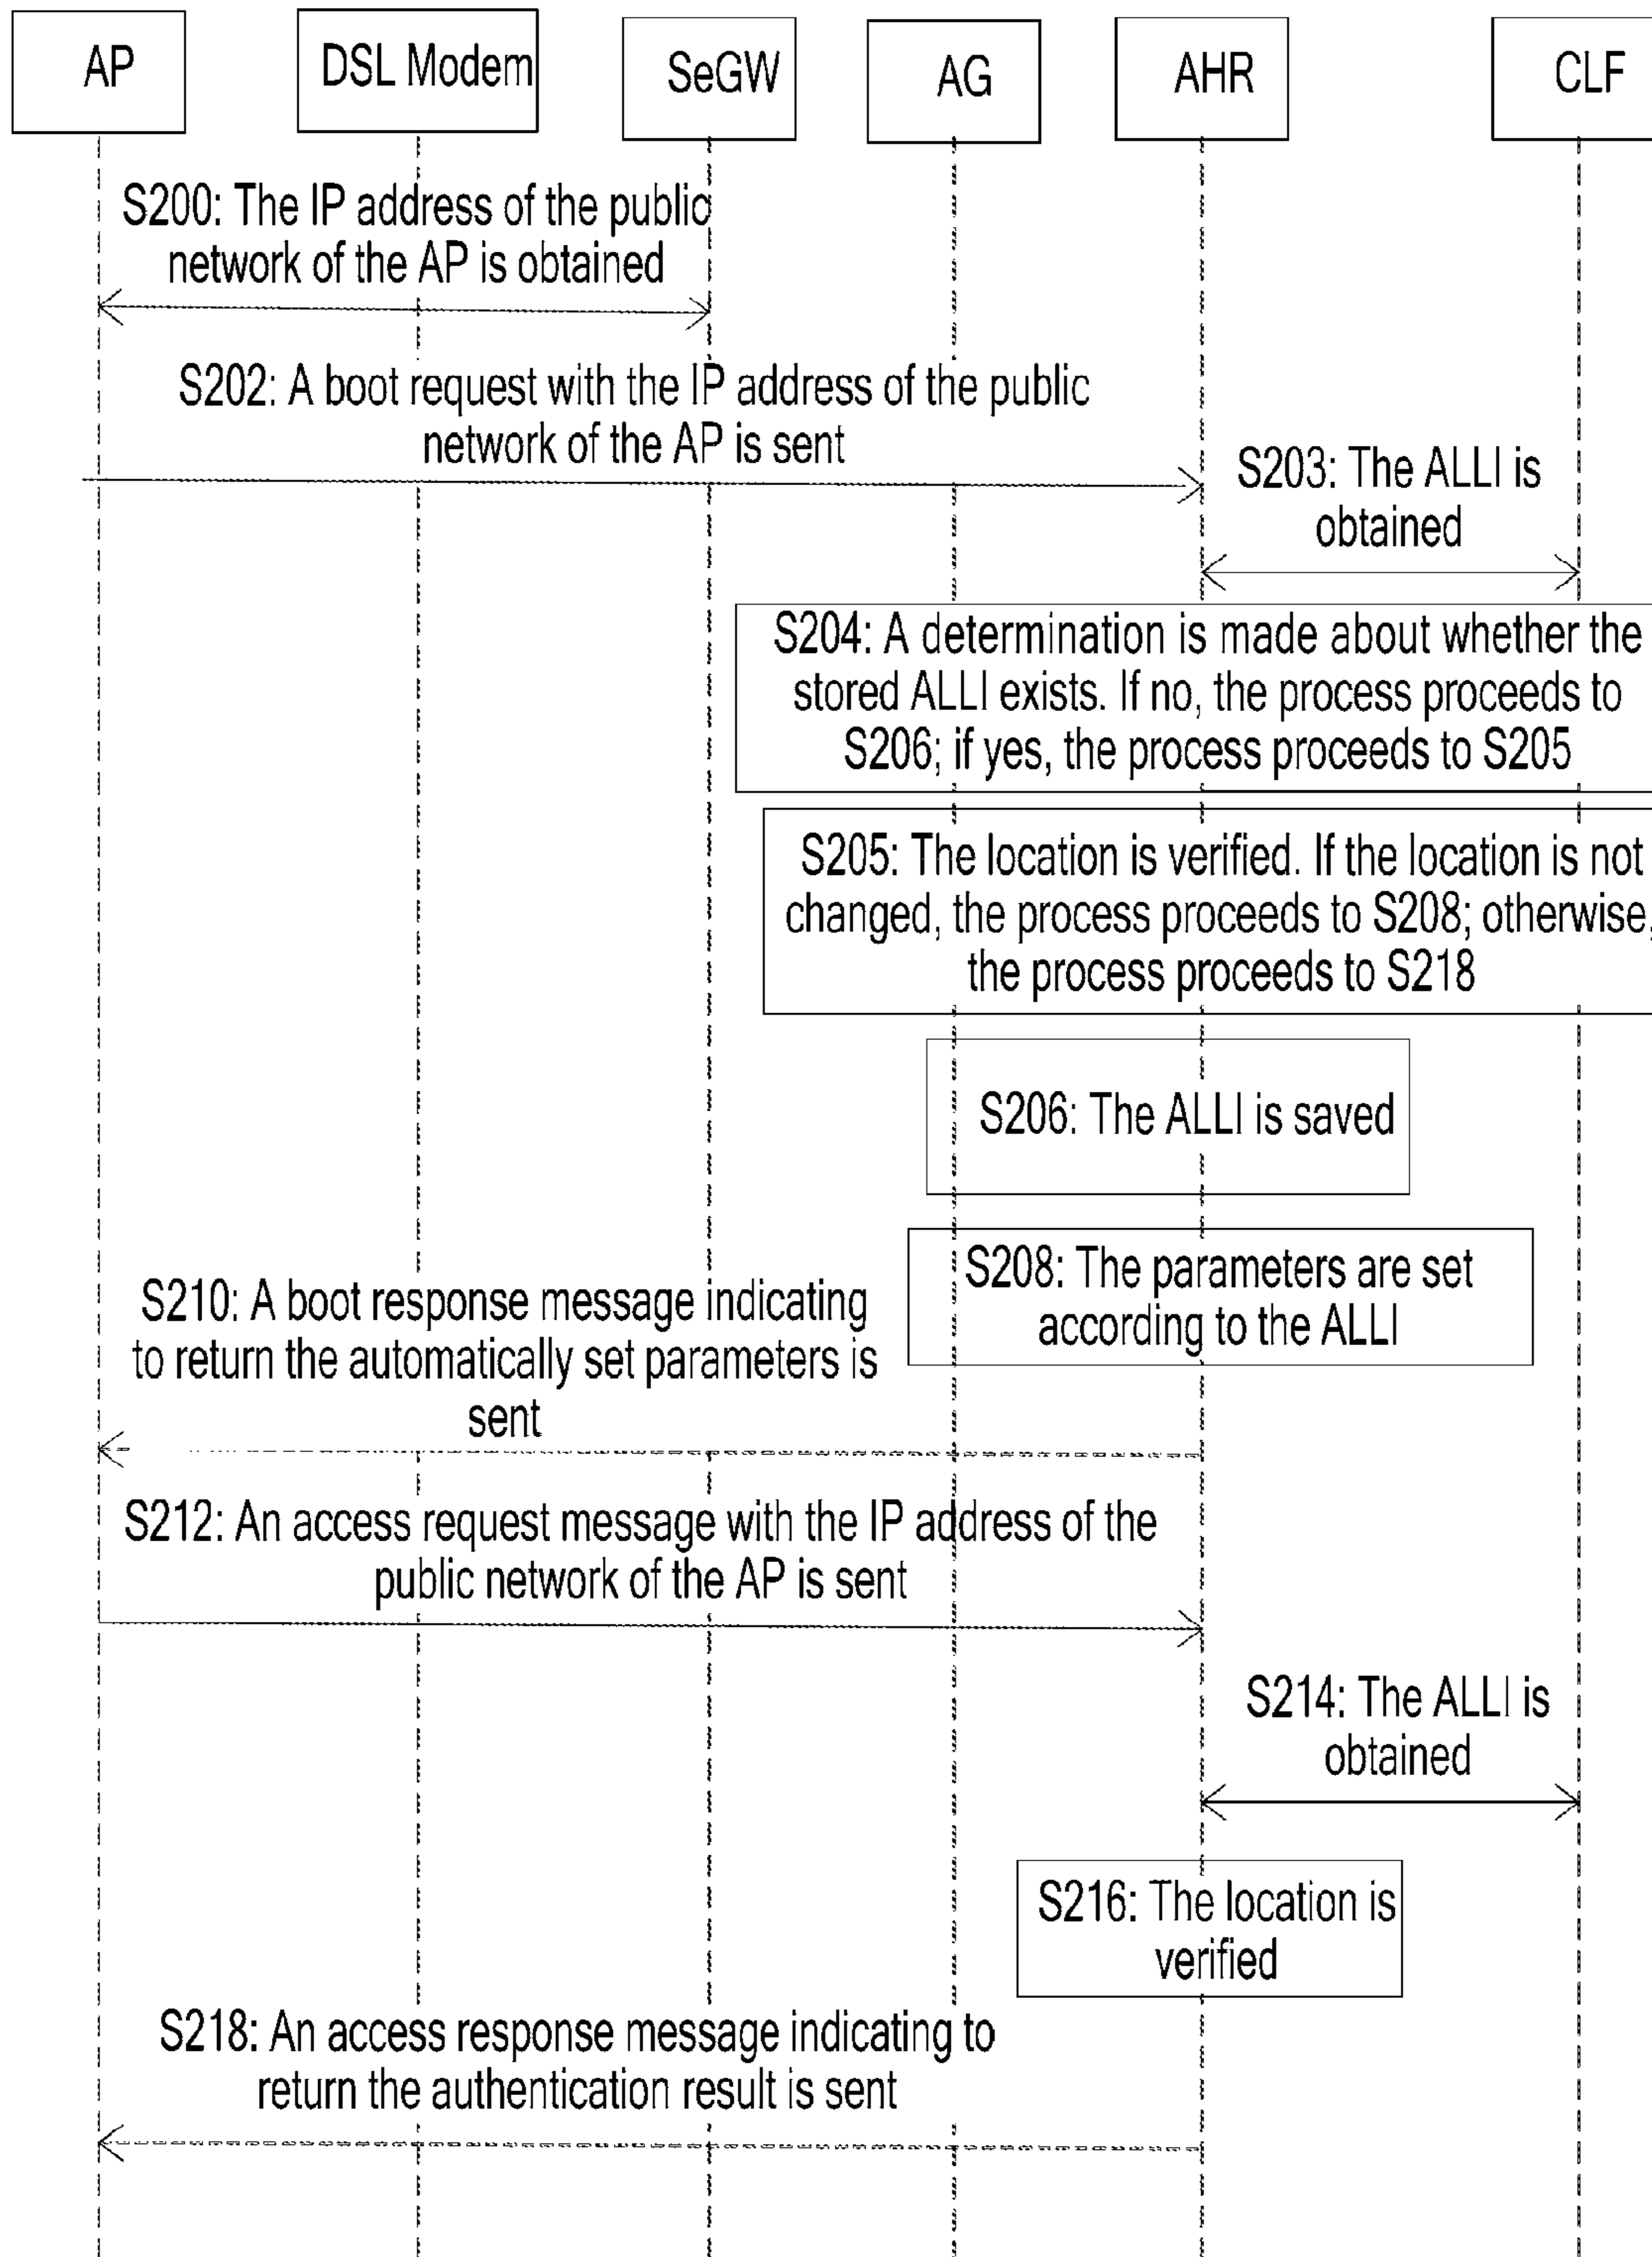 AP
DSL Modem
SeGW
AG
AHR
CLF
S200: The IP address of the public
network of the AP is obtained
S202: A boot request with the IP address of the public
network of the AP is sent
S203: The ALLI is
obtained
S204: A determination is made about whether the
stored ALLI exists. If no, the process proceeds to
S206; if yes, the process proceeds to S205
S205: The location is verified. If the location is not
changed, the process proceeds to S208; otherwise,
the process proceeds to S218
S206: The ALLI is saved
S208: The parameters are set
according to the ALLI
S210: A boot response message indicating
to return the automatically set parameters is
sent
S212: An access request message with the IP address of the
public network of the AP is sent
S214: The ALLI is
obtained
S216: The location is
verified
S218: An access response message indicating to
return the authentication result is sent